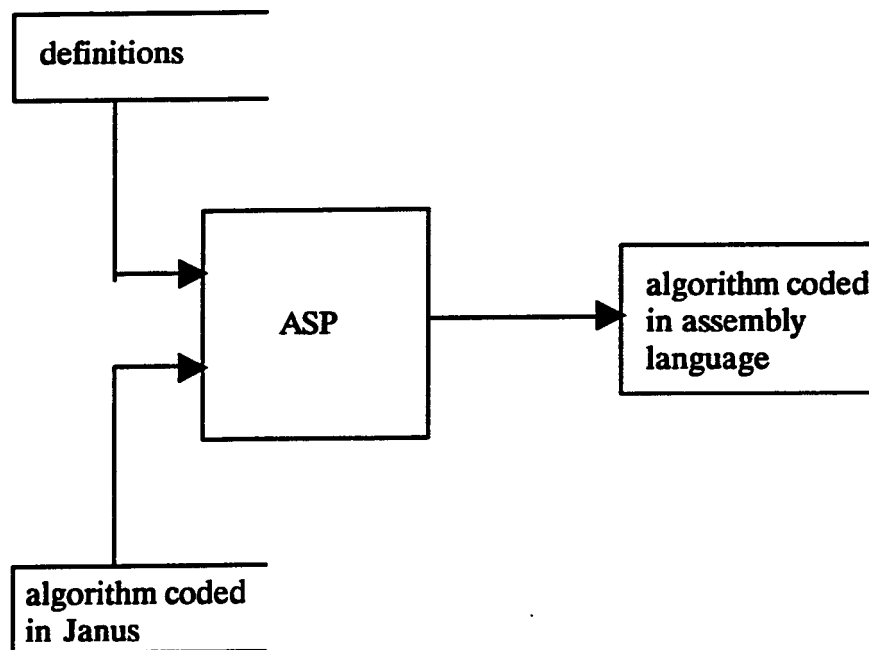 definitions
ASP
algorithm coded
in assembly
language
algorithm coded
in Janus